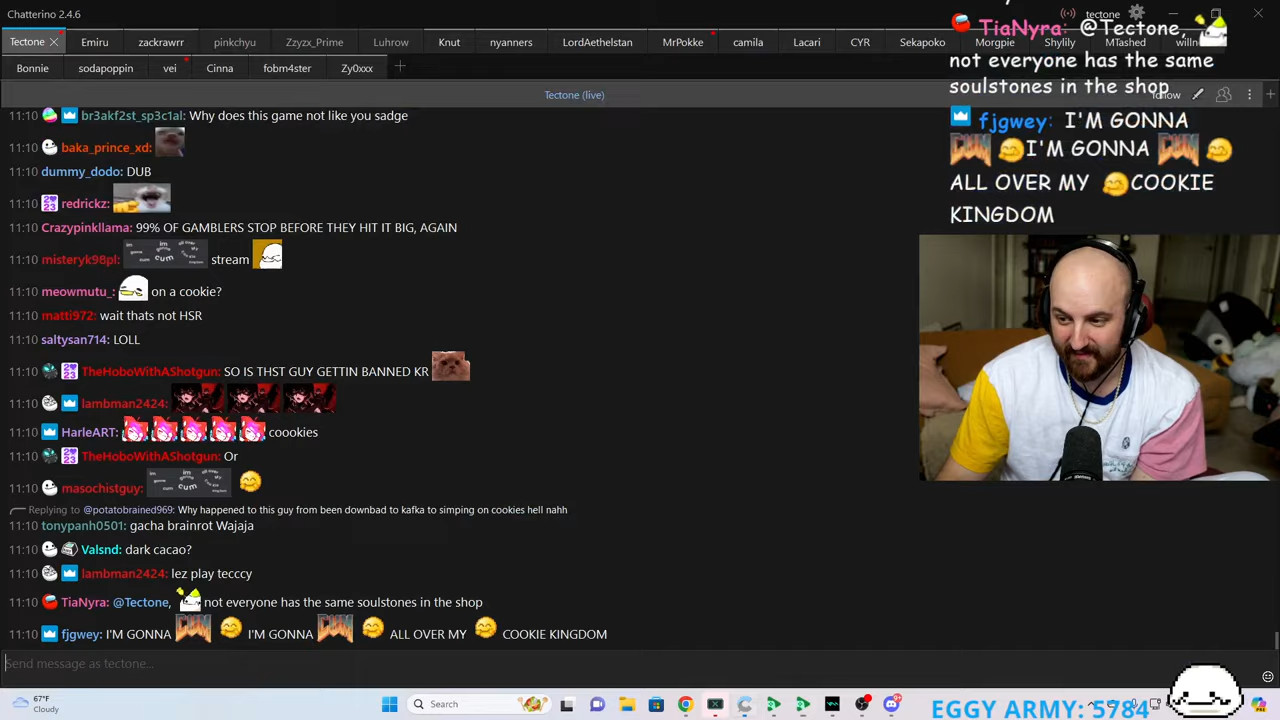 Chatterino 2.4.6
tectone
Tectone Emiru zackrawrr pinkchyu Zzyzx_Prime Luhrow Knut nyanners LordAethelstan MrPokke camila Lacari CYR Sekapoko Morgpie Shylily MTashed willn
Bonnie sodapoppin vei Cinna fobm4ster Zy0xxx
Tectone (live)
follow
11:10 br3akf2st_sp3c1al: Why does this game not like you sadge
11:10 baka_prince_xd:
11:10 dummy_dodo: DUB
11:10 redrickz:
11:10 Crazypinkllama: 99% OF GAMBLERS STOP BEFORE THEY HIT IT BIG, AGAIN
11:10 misteryk98pl: stream
11:10 meowmutu_: on a cookie?
11:10 matti972: wait thats not HSR
11:10 saltysan714: LOLL
11:10 TheHoboWithAShotgun: SO IS THST GUY GETTIN BANNED KR
11:10 lambman2424:
11:10 HarleART: coookies
11:10 TheHoboWithAShotgun: Or
11:10 masochistguy:
Replying to @potatobrained969: Why happened to this guy from been downbad to kafka to simping on cookies hell nahh
11:10 tonypanh0501: gacha brainrot Wajaja
11:10 Valsnd: dark cacao?
11:10 lambman2424: lez play tecccy
11:10 TiaNyra: @Tectone, not everyone has the same soulstones in the shop
11:10 fjgwey: I'M GONNA CUM I'M GONNA CUM ALL OVER MY COOKIE KINGDOM
Send message as tectone...
TiaNyra: @Tectone,
not everyone has the same
soulstones in the shop
fjgwey: I'M GONNA
CUM I'M GONNA CUM
ALL OVER MY COOKIE
KINGDOM
67°F
Cloudy
Search
EGGY ARMY: 5784